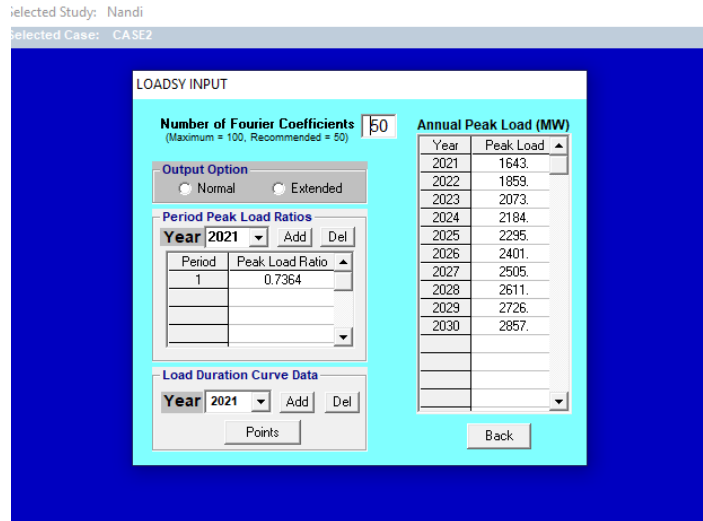 Selected Study: Nandi
Selected Case: CASE2
LOADSY INPUT
Number of Fourier Coefficients 50
(Maximum = 100, Recommended = 50)
Output Option
Normal Extended
Period Peak Load Ratios
Year 2021 Add Del
Period Peak Load Ratio
1 0.7364
Load Duration Curve Data
Year 2021 Add Del
Points
Annual Peak Load (MW)
Year Peak Load
2021 1643.
2022 1859.
2023 2073.
2024 2184.
2025 2295.
2026 2401.
2027 2505.
2028 2611.
2029 2726.
2030 2857.
Back